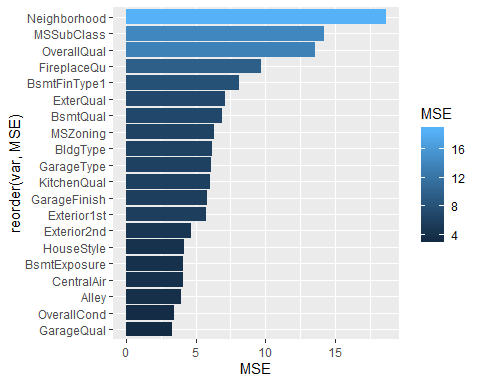 Neighborhood
MSSubClass
OverallQual
FireplaceQu
BsmtFinType1
ExterQual
BsmtQual
MSZoning
BldgType
GarageType
KitchenQual
GarageFinish
Exterior1st
Exterior2nd
HouseStyle
BsmtExposure
CentralAir
Alley
OverallCond
GarageQual
reorder(var, MSE)
0 5 10 15
MSE
MSE
16
12
8
4